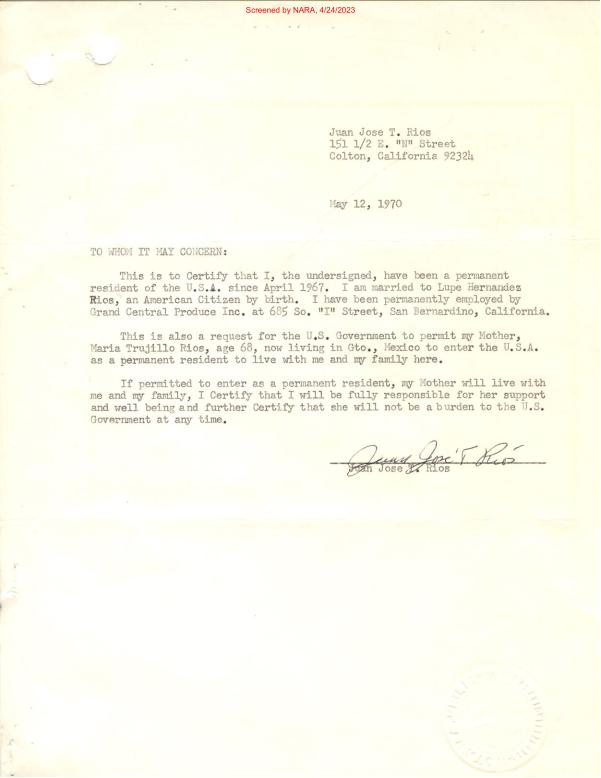 Screened by NARA, 4/24/2023
Juan Jose T. Rios
151 1/2 E. "N" Street
Colton, California 92324
May 12, 1970
TO WHOM IT MAY CONCERN:
This is to Certify that I, the undersigned, have been a permanent
resident of the U.S.A. since April 1967. I am married to Lupe Hernandez
Rios, an American Citizen by birth. I have been permanently employed by
Grand Central Produce Inc. at 685 So. "I" Street, San Bernardino, California.
This is also a request for the U.S. Government to permit my Mother,
Maria Trujillo Rios, age 68, now living in Gto., Mexico to enter the U.S.A.
as a permanent resident to live with me and my family here.
If permitted to enter as a permanent resident, my Mother will live with
me and my family, I Certify that I will be fully responsible for her support
and well being and further Certify that she will not be a burden to the U.S.
Government at any time.
Juan José T. Riós
Juan Jose T. Rios